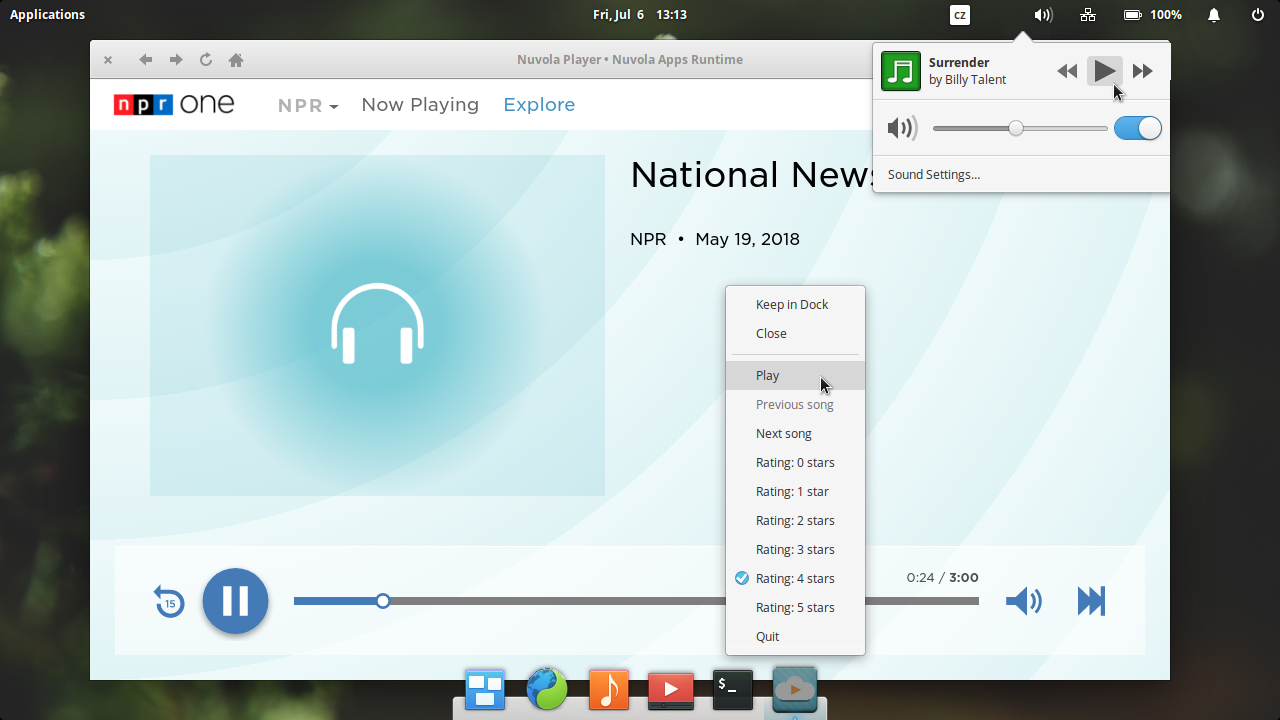 Applications
Fri, Jul 6 13:13
cz
100%
Nuvola Player • Nuvola Apps Runtime
Surrender
by Billy Talent
npr one
NPR
Now Playing
Explore
Sound Settings...
National News
NPR • May 19, 2018
Keep in Dock
Close
Play
Previous song
Next song
Rating: 0 stars
Rating: 1 star
Rating: 2 stars
Rating: 3 stars
Rating: 4 stars
Rating: 5 stars
Quit
15
0:24 / 3:00
$_